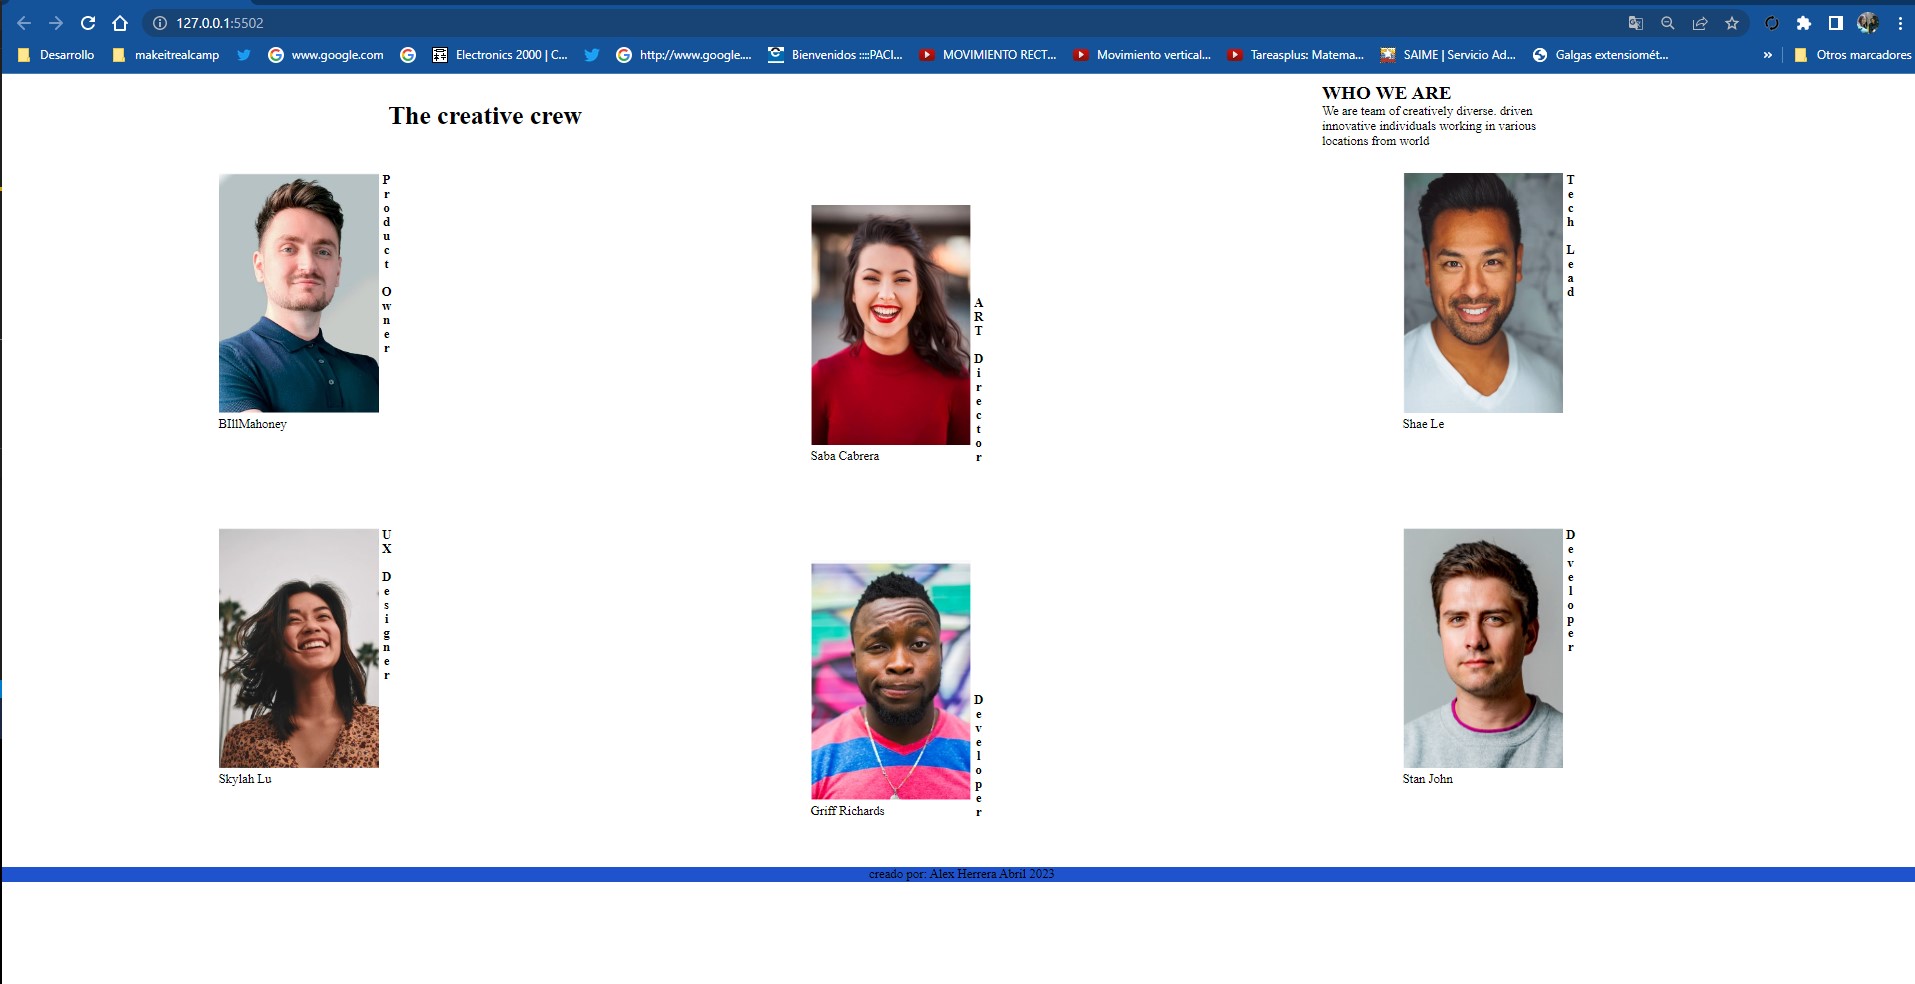 127.0.0.1:5502
Desarrollo
makeitrealcamp
www.google.com
Electronics 2000 | C...
http://www.google....
Bienvenidos ::::PACI...
MOVIMIENTO RECT...
Movimiento vertical...
Tareasplus: Matema...
SAIME | Servicio Ad...
Galgas extensiomét...
»
Otros marcadores
The creative crew
WHO WE ARE
We are team of creatively diverse. driven
innovative individuals working in various
locations from world
Product Owner
BIllMahoney
ART Director
Saba Cabrera
Tech Lead
Shae Le
UX Designer
Skylah Lu
Developer
Griff Richards
Developer
Stan John
creado por: Alex Herrera Abril 2023